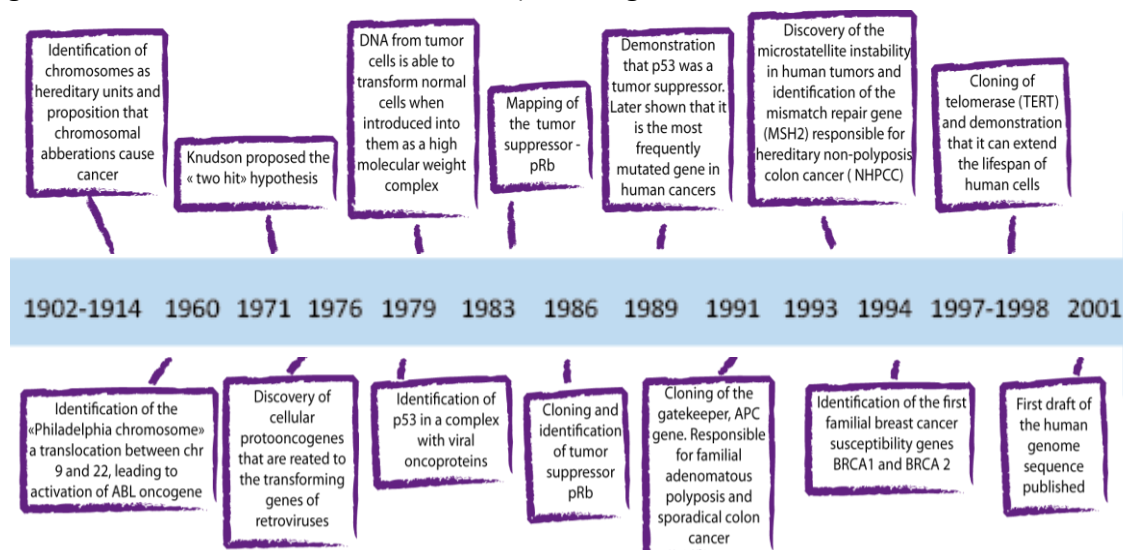 Identification of
chromosomes as
hereditary units and
proposition that
chromosomal
abberations cause
cancer
Knudson proposed the
« two hit» hypothesis
DNA from tumor
cells is able to
transform normal
cells when
introduced into
them as a high
molecular weight
complex
Mapping of
the tumor
suppressor -
pRb
Demonstration
that p53 was a
tumor suppressor.
Later shown that it
is the most
frequently
mutated gene in
human cancers
Discovery of the
microstatellite instability
in human tumors and
identification of the
mismatch repair gene
(MSH2) responsible for
hereditary non-polyposis
colon cancer ( NHPCC)
Cloning of
telomerase (TERT)
and demonstration
that it can extend
the lifespan of
human cells
1902-1914 1960 1971 1976 1979 1983 1986 1989 1991 1993 1994 1997-1998 2001
Identification of the
«Philadelphia chromosome»
a translocation between chr
9 and 22, leading to
activation of ABL oncogene
Discovery of
cellular
protooncogenes
that are reated to
the transforming
genes of
retroviruses
Identification of
p53 in a complex
with viral
oncoproteins
Cloning and
identification
of tumor
suppressor
pRb
Cloning of the
gatekeeper, APC
gene. Responsible
for familial
adenomatous
polyposis and
sporadical colon
cancer
Identification of the first
familial breast cancer
susceptibility genes
BRCA1 and BRCA 2
First draft of
the human
genome
sequence
published